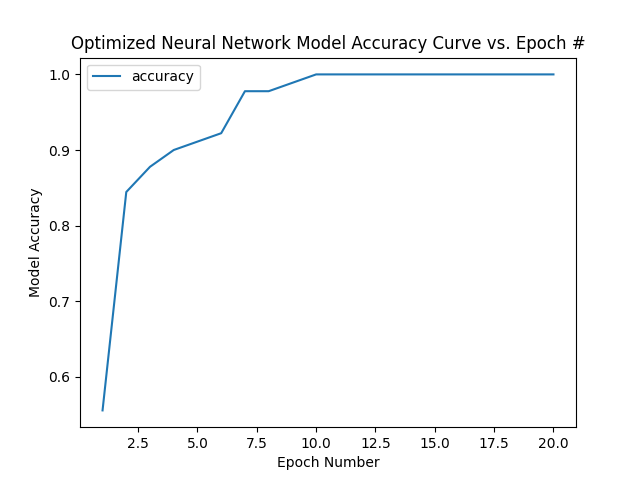 Optimized Neural Network Model Accuracy Curve vs. Epoch #
accuracy
1.0
0.9
0.8
0.7
0.6
Model Accuracy
2.5 5.0 7.5 10.0 12.5 15.0 17.5 20.0
Epoch Number